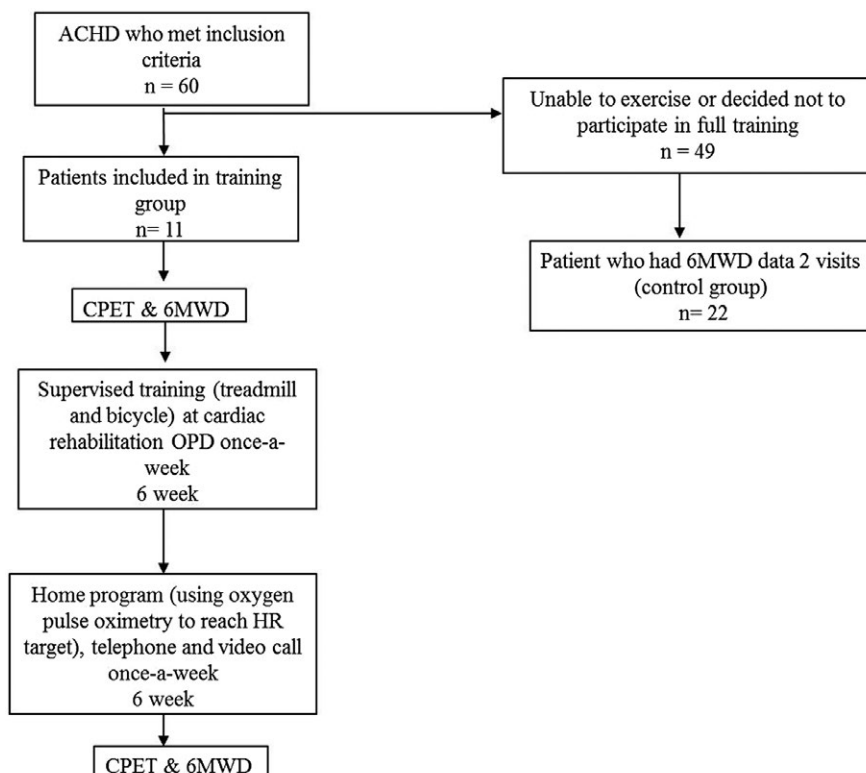 ACHD who met inclusion
criteria
n = 60
Unable to exercise or decided not to
participate in full training
n = 49
Patients included in training
group
n= 11
Patient who had 6MWD data 2 visits
(control group)
n= 22
CPET & 6MWD
Supervised training (treadmill
and bicycle) at cardiac
rehabilitation OPD once-a-
week
6 week
Home program (using oxygen
pulse oximetry to reach HR
target), telephone and video call
once-a-week
6 week
CPET & 6MWD